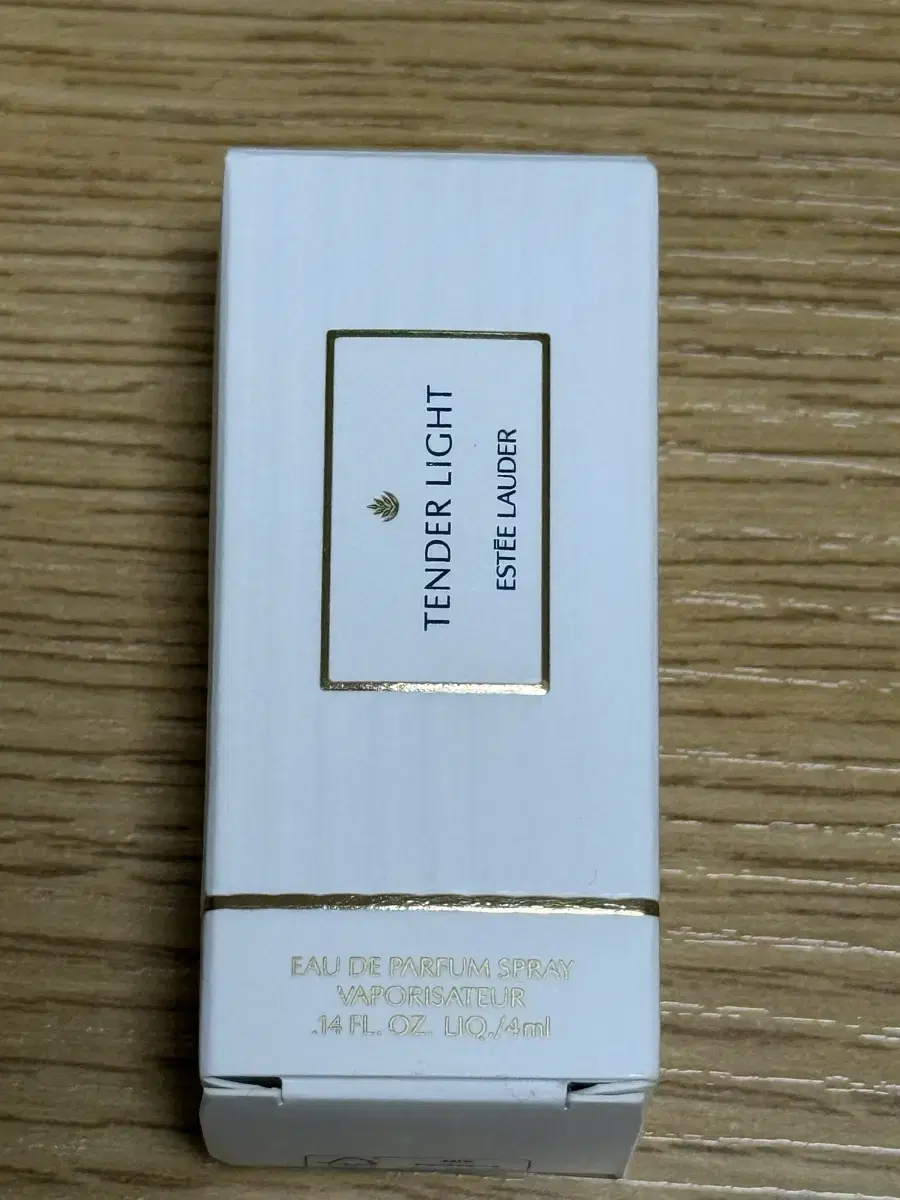 TENDER LIGHT
ESTĒE LAUDER
EAU DE PARFUM SPRAY
VAPORISATEUR
.14 FL. OZ. LIQ./4ml